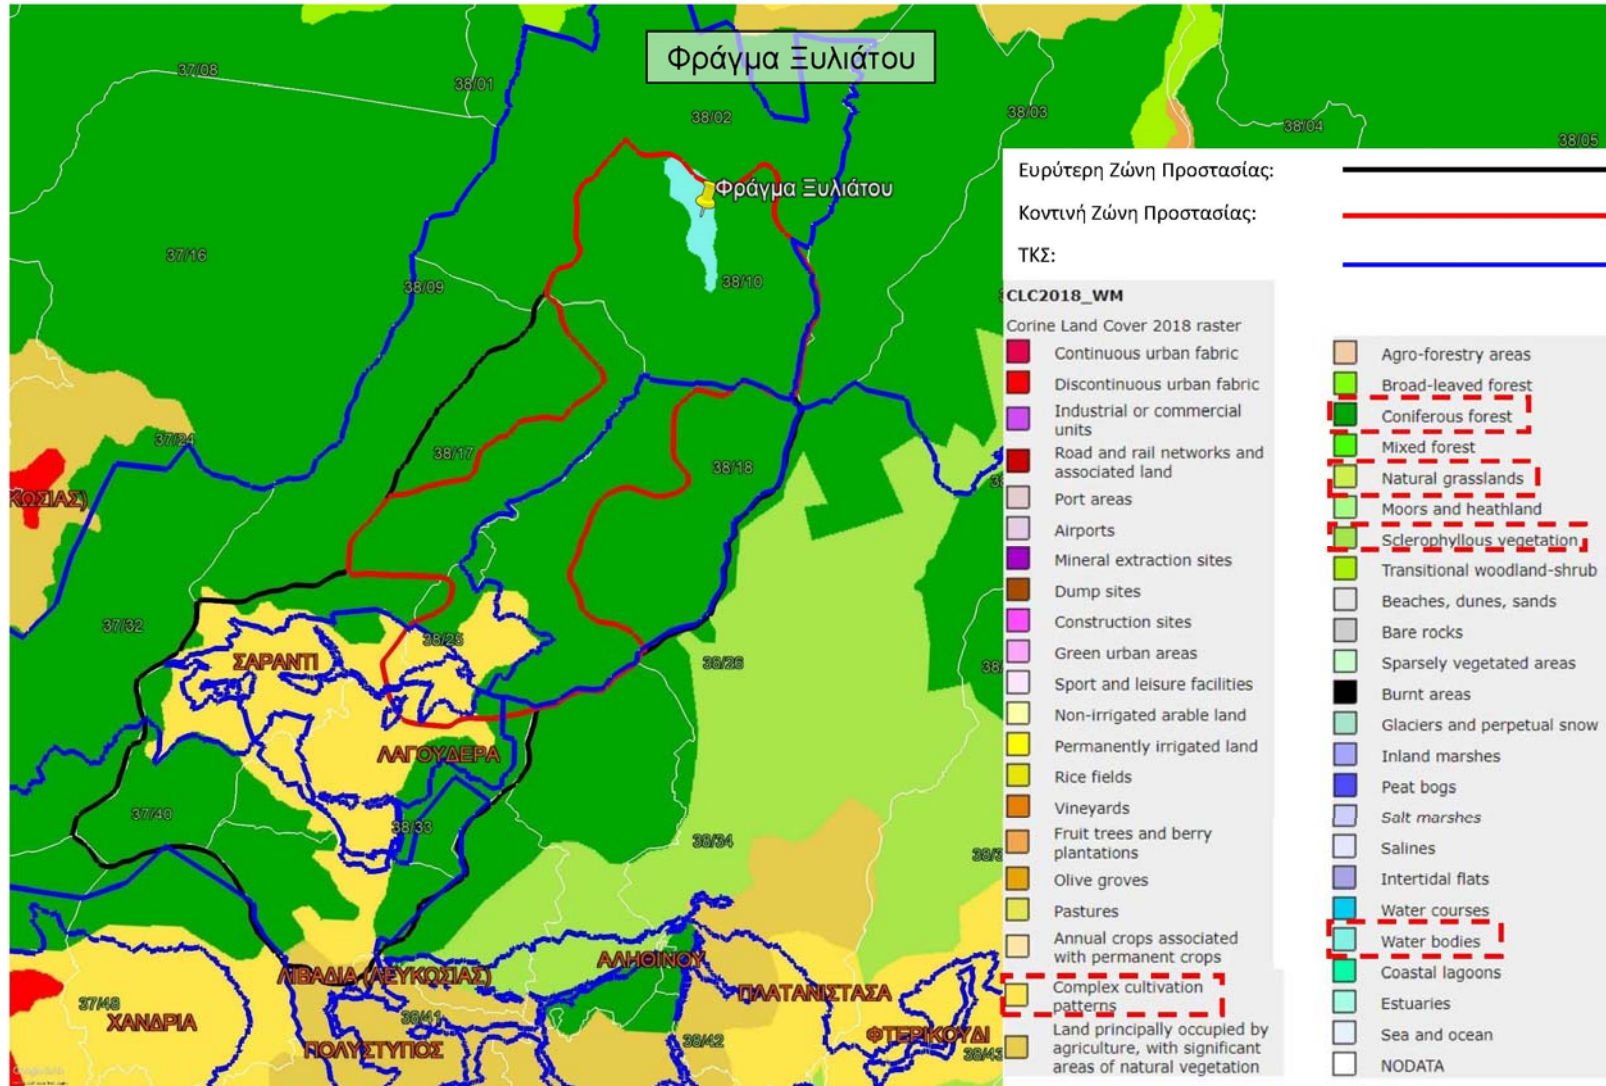 Φράγμα Ξυλιάτου
37/08
38/01
38/02
38/03
38/04
38/05
Φράγμα Ξυλιάτου
37/16
38/09
38/10
37/24
38/17
38/18
ΚΩΣΙΑΣ)
37/32
ΣΑΡΑΝΤΙ
38/25
38/26
ΛΑΓΟΥΔΕΡΑ
37/40
38/33
38/34
ΛΙΒΑΔΙΑ (ΛΕΥΚΩΣΙΑΣ)
ΑΛΗΘΙΝΟΥ
ΠΛΑΤΑΝΙΣΤΑΣΑ
37/48
ΧΑΝΔΡΙΑ
38/41
ΠΟΛΥΣΤΥΠΟΣ
38/42
ΦΤΕΡΙΚΟΥΔΙ
38/43
Ευρύτερη Ζώνη Προστασίας:
Κοντινή Ζώνη Προστασίας:
ΤΚΣ:
CLC2018_WM
Corine Land Cover 2018 raster
Continuous urban fabric
Discontinuous urban fabric
Industrial or commercial
units
Road and rail networks and
associated land
Port areas
Airports
Mineral extraction sites
Dump sites
Construction sites
Green urban areas
Sport and leisure facilities
Non-irrigated arable land
Permanently irrigated land
Rice fields
Vineyards
Fruit trees and berry
plantations
Olive groves
Pastures
Annual crops associated
with permanent crops
Complex cultivation
patterns
Land principally occupied by
agriculture, with significant
areas of natural vegetation
Agro-forestry areas
Broad-leaved forest
Coniferous forest
Mixed forest
Natural grasslands
Moors and heathland
Sclerophyllous vegetation
Transitional woodland-shrub
Beaches, dunes, sands
Bare rocks
Sparsely vegetated areas
Burnt areas
Glaciers and perpetual snow
Inland marshes
Peat bogs
Salt marshes
Salines
Intertidal flats
Water courses
Water bodies
Coastal lagoons
Estuaries
Sea and ocean
NODATA